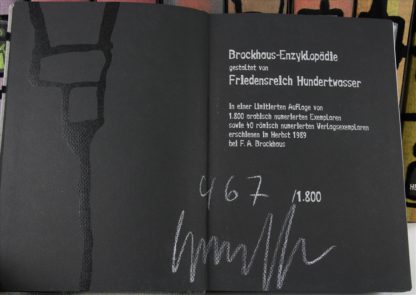 Brockhaus-Enzyklopädie
gestaltet von
Friedensreich Hundertwasser
in einer limitierten Auflage von
1.800 arabisch numerierten Exemplaren
sowie 40 römisch numerierten Verlagsexemplaren
erschienen im Herbst 1989
bei F. A. Brockhaus
467 /1.800